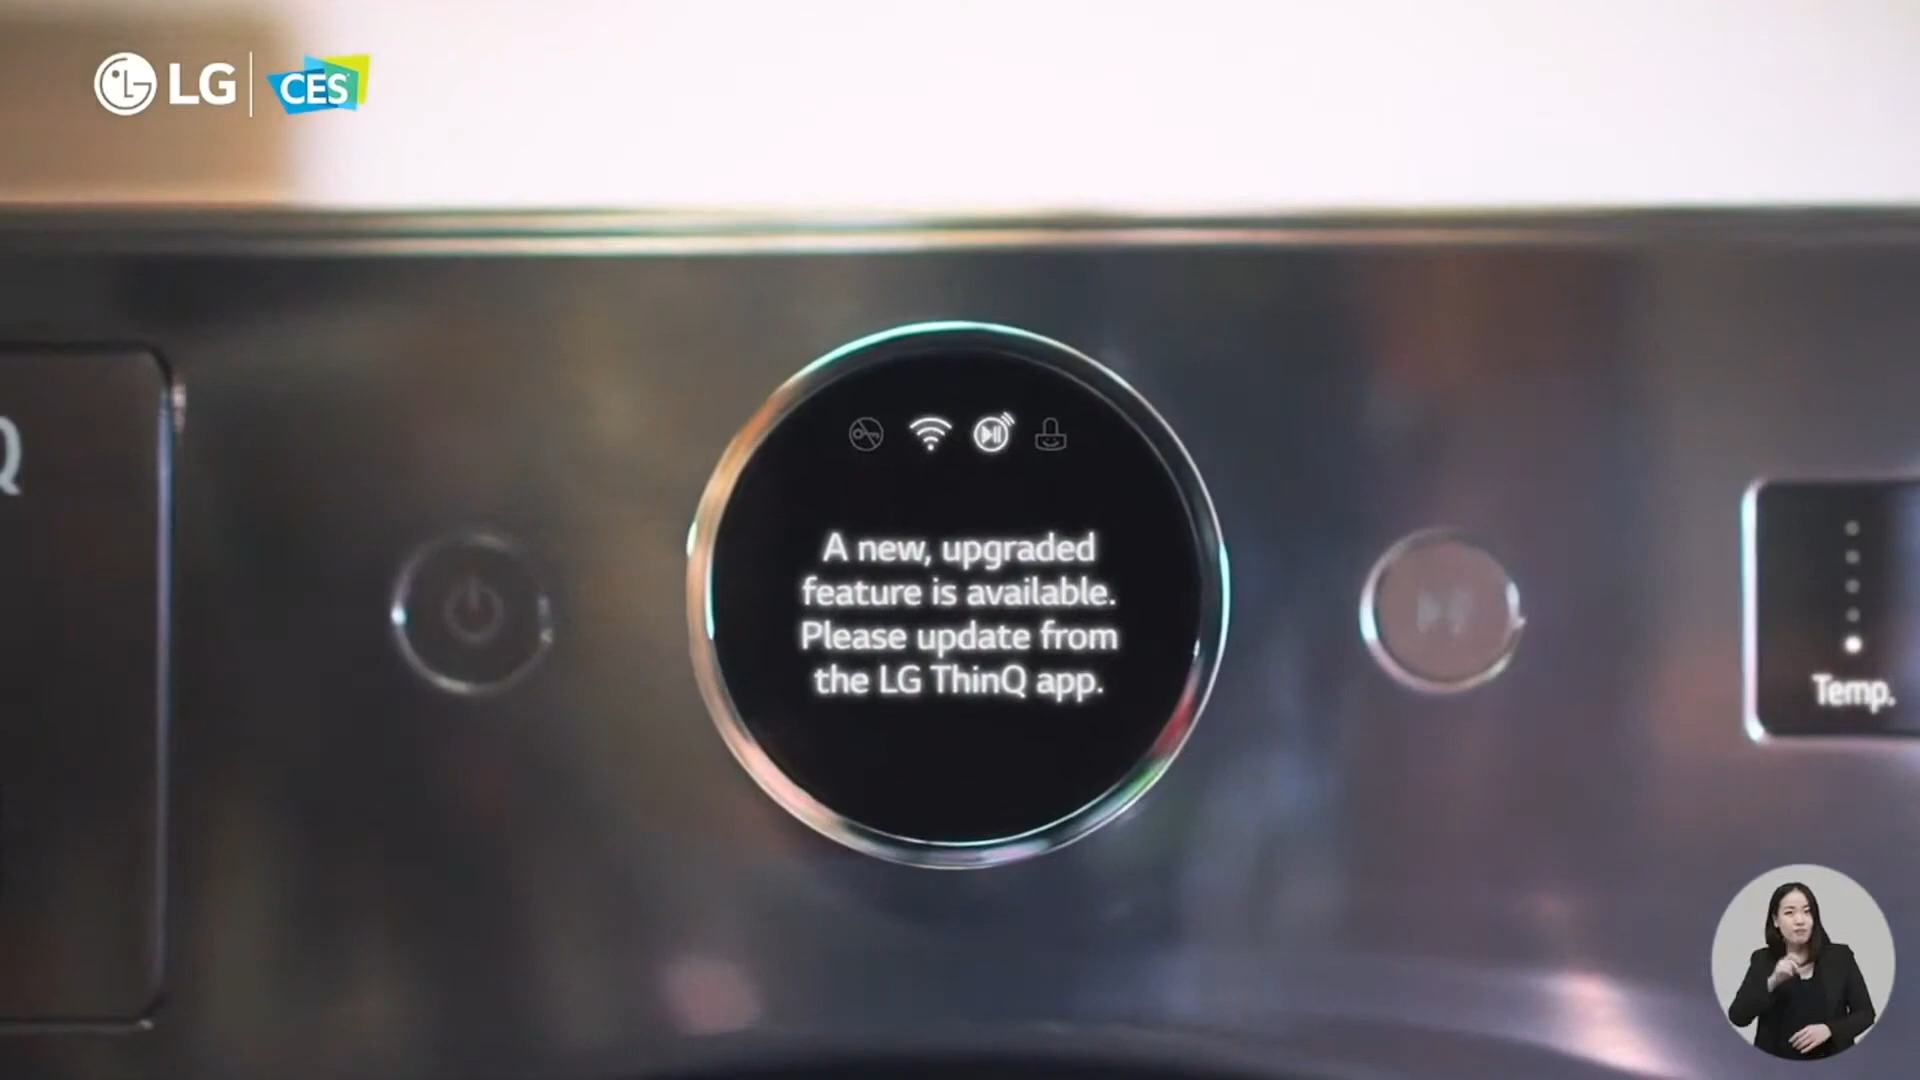 LG
CES
A new, upgraded
feature is available.
Please update from
the LG ThinQ app.
Q
Temp.